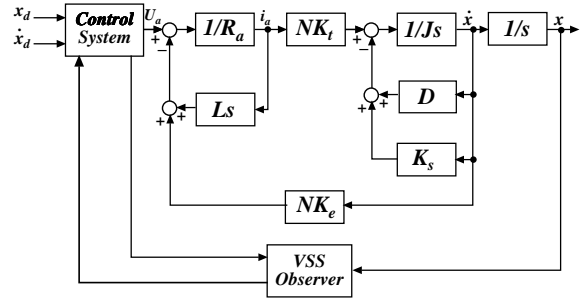 x_d
ẋ_d
Control
System
U_a
+
−
1/R_a
i_a
NK_t
+
−
1/Js
ẋ
1/s
x
Ls
+
+
D
+
+
K_s
NK_e
VSS
Observer